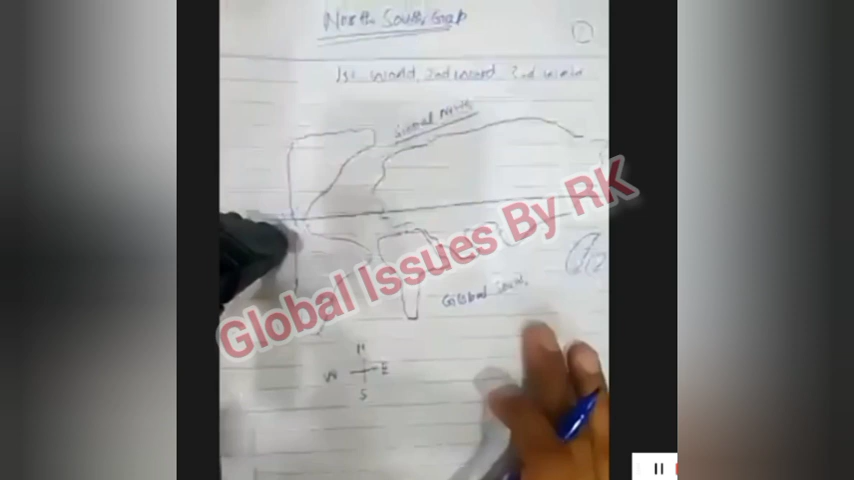 North South Gap
1st world, 2nd world 3rd world
Global North
Global Issues By RK
Global South
N
W E
S